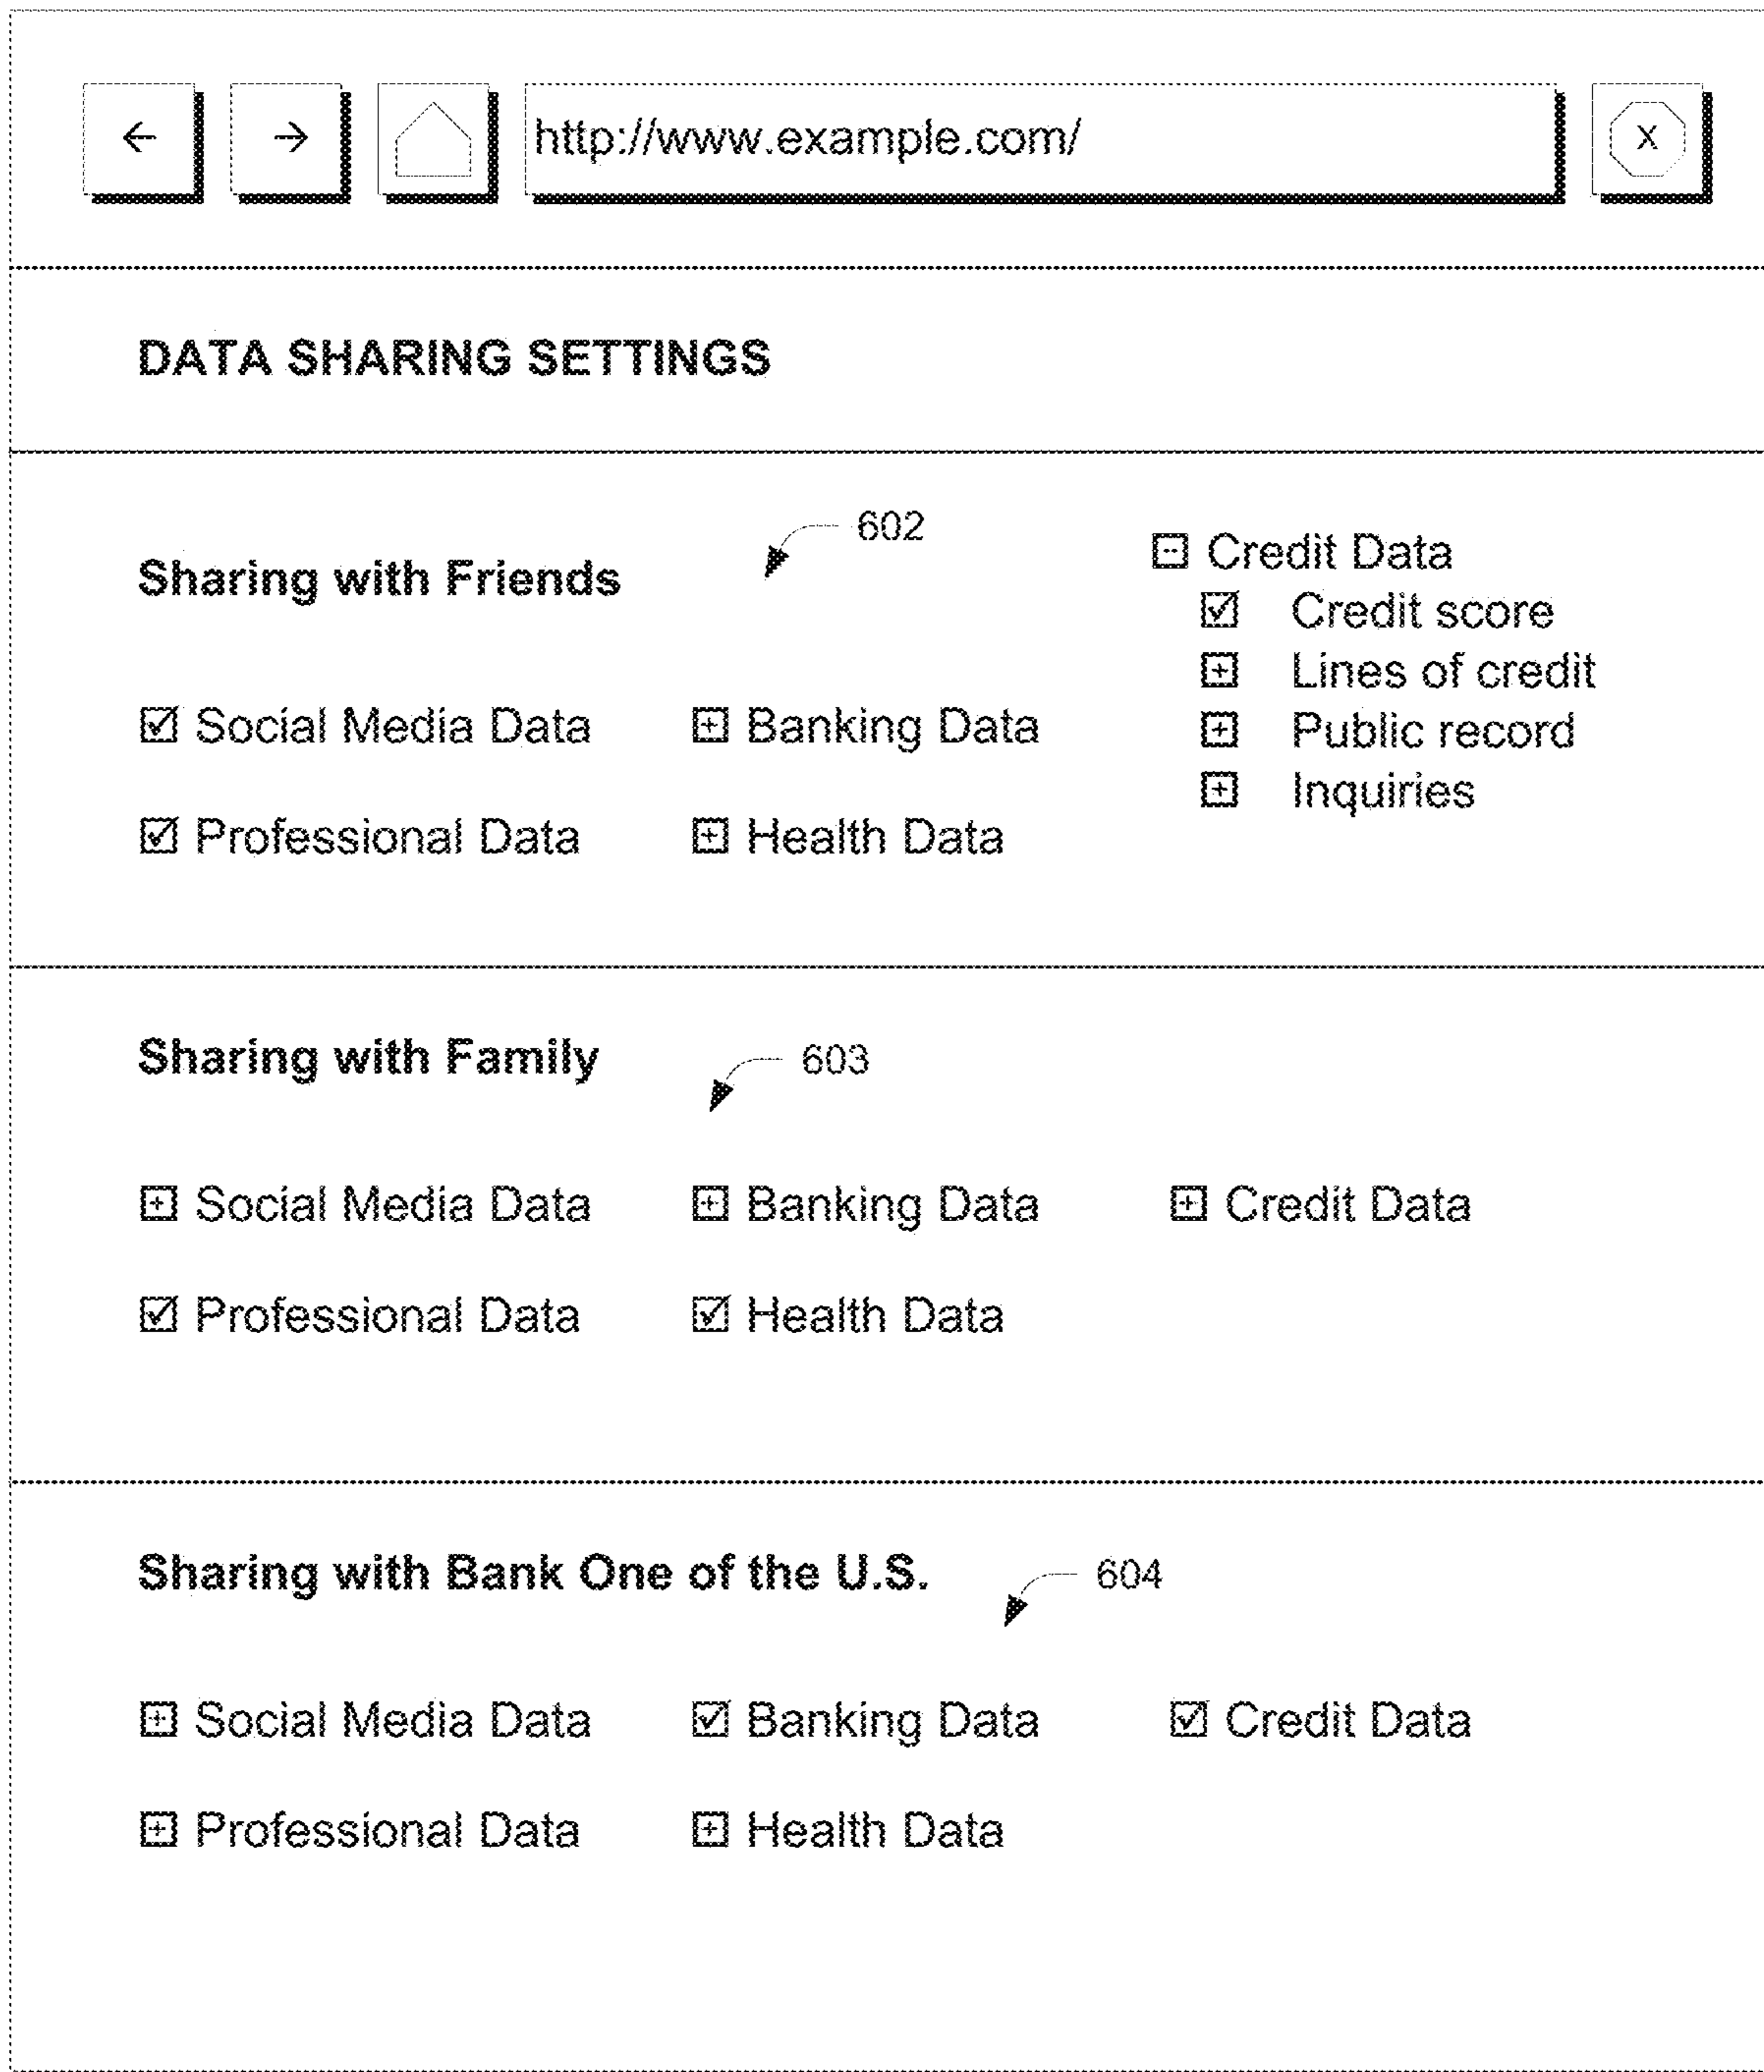 http://www.example.com/
X
DATA SHARING SETTINGS
602
Sharing with Friends
Social Media Data Banking Data
Professional Data Health Data
Credit Data
Credit score
Lines of credit
Public record
Inquiries
Sharing with Family
603
Social Media Data Banking Data Credit Data
Professional Data Health Data
Sharing with Bank One of the U.S.
604
Social Media Data Banking Data Credit Data
Professional Data Health Data